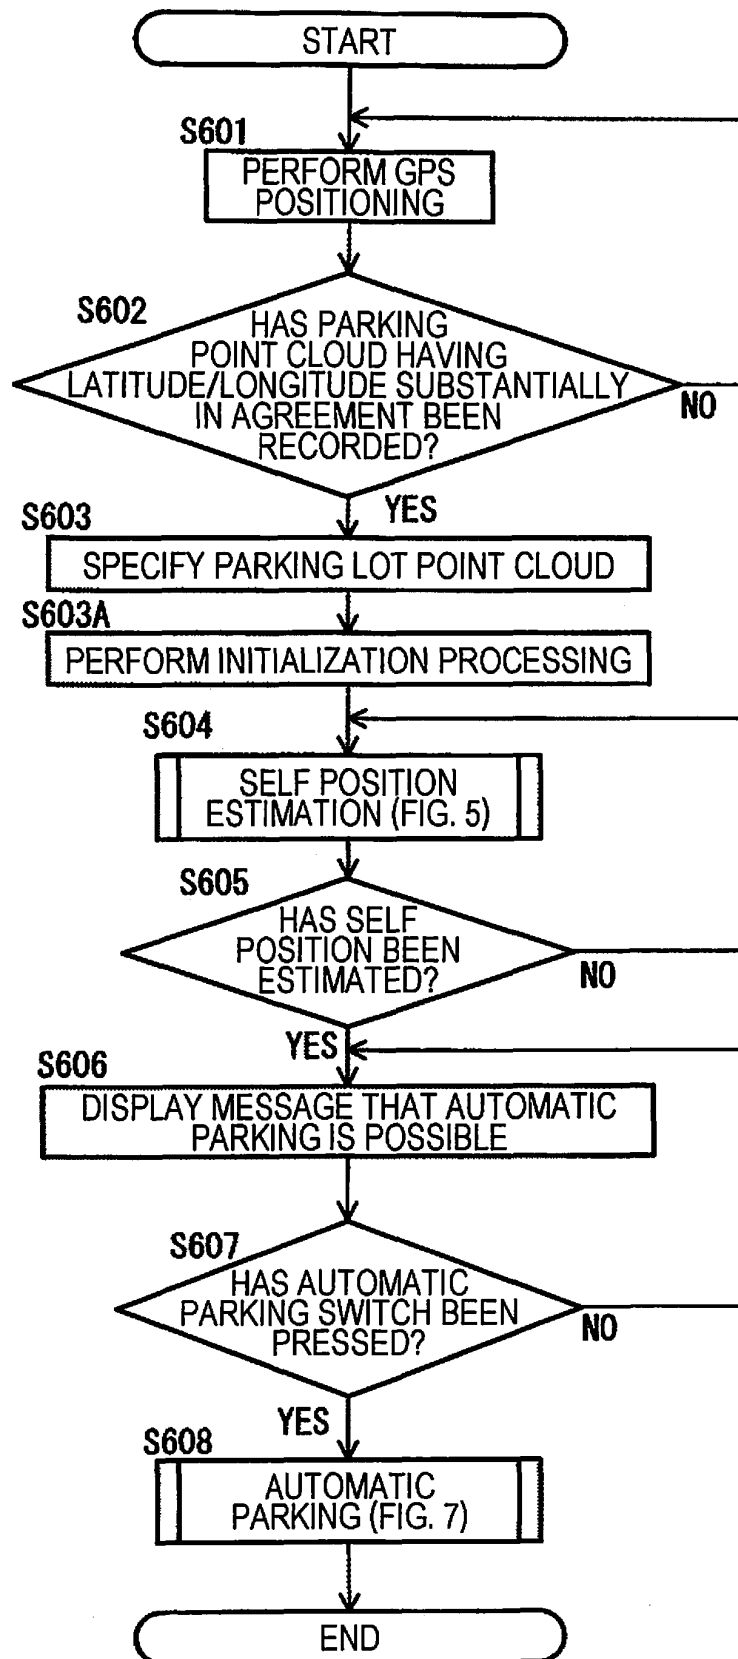 START
S601
PERFORM GPS
POSITIONING
S602
HAS PARKING
POINT CLOUD HAVING
LATITUDE/LONGITUDE SUBSTANTIALLY
IN AGREEMENT BEEN
RECORDED?
NO
YES
S603
SPECIFY PARKING LOT POINT CLOUD
S603A
PERFORM INITIALIZATION PROCESSING
S604
SELF POSITION
ESTIMATION (FIG. 5)
S605
HAS SELF
POSITION BEEN
ESTIMATED?
NO
YES
S606
DISPLAY MESSAGE THAT AUTOMATIC
PARKING IS POSSIBLE
S607
HAS AUTOMATIC
PARKING SWITCH BEEN
PRESSED?
NO
YES
S608
AUTOMATIC
PARKING (FIG. 7)
END